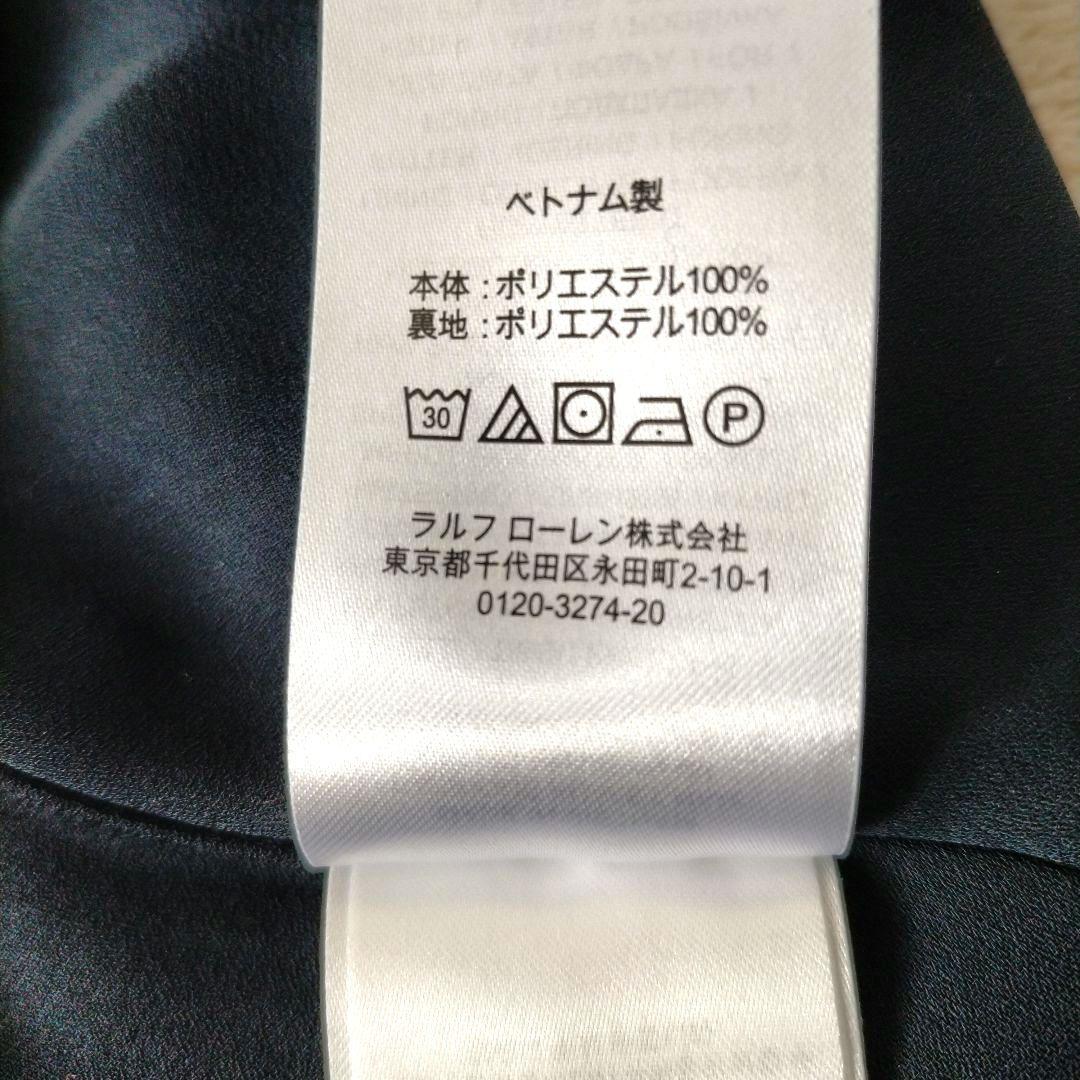 ベトナム製
本体:ポリエステル100%
裏地:ポリエステル100%
30 P
ラルフ ローレン株式会社
東京都千代田区永田町2-10-1
0120-3274-20